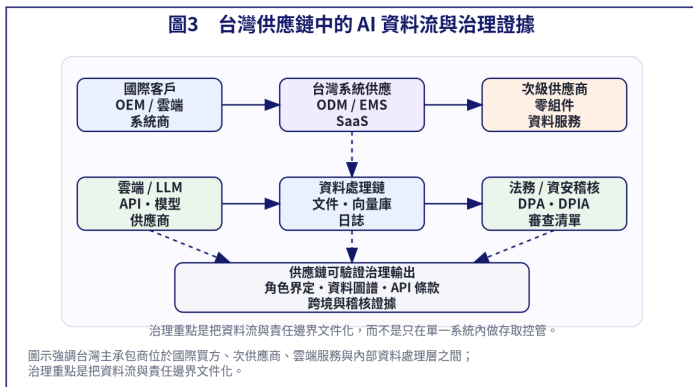 圖3　台灣供應鏈中的 AI 資料流與治理證據
國際客戶
OEM / 雲端
系統商
台灣系統供應
ODM / EMS
SaaS
次級供應商
零組件
資料服務
雲端 / LLM
API・模型
供應商
資料處理鏈
文件・向量庫
日誌
法務 / 資安稽核
DPA・DPIA
審查清單
供應鏈可驗證治理輸出
角色界定・資料圖譜・API 條款
跨境與稽核證據
治理重點是把資料流與責任邊界文件化，而不是只在單一系統內做存取控管。
圖示強調台灣主承包商位於國際買方、次供應商、雲端服務與內部資料處理層之間；
治理重點是把資料流與責任邊界文件化。